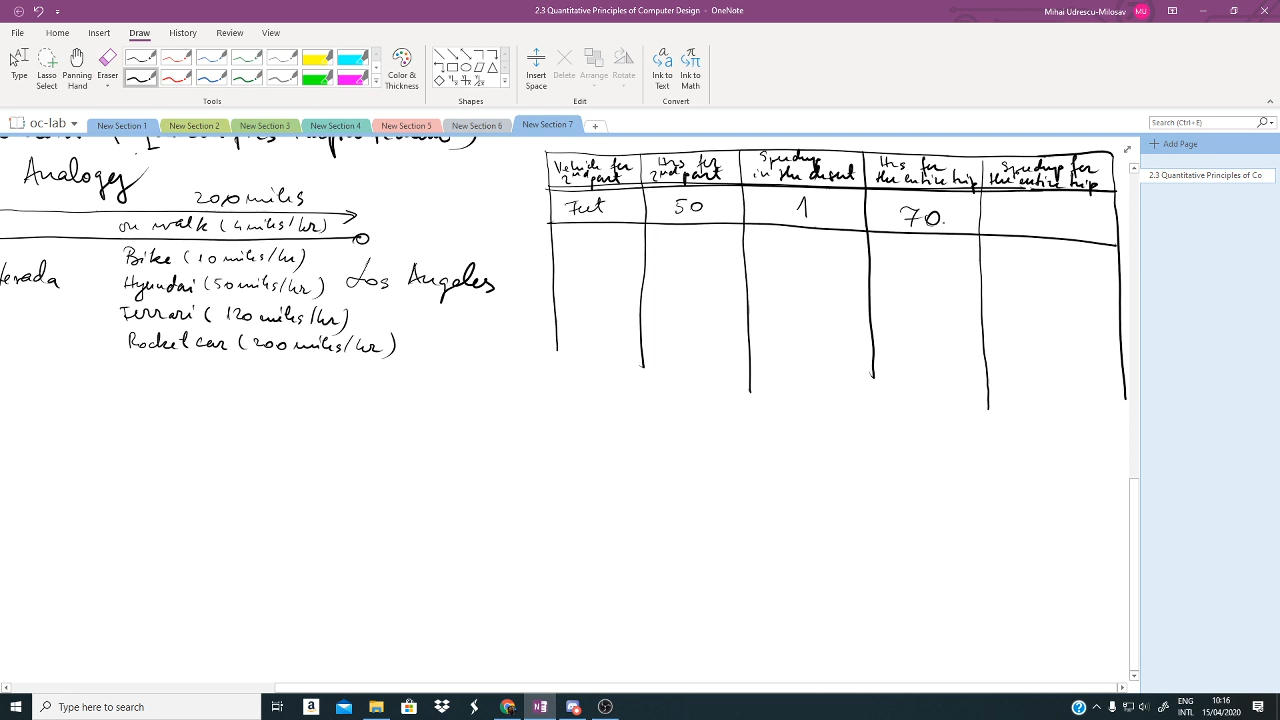 2.3 Quantitative Principles of Computer Design - OneNote
Mihai Udrescu-Milosav MU
File Home Insert Draw History Review View
Type Lasso Select Panning Hand Eraser
Color & Thickness
Insert Space Delete Arrange Rotate
Ink to Text Ink to Math
Tools Shapes Edit Convert
oc-lab New Section 1 New Section 2 New Section 3 New Section 4 New Section 5 New Section 6 New Section 7
Search (Ctrl+E)
Add Page
2.3 Quantitative Principles of Co
Analogy
200 miles
on walk (4 miles/hr)
Bike (10 miles/hr)
Hyundai (50 miles/hr)
Los Angeles
Ferrari (120 miles/hr)
Rocket car (200 miles/hr)
Vehicle for 2nd part
Hrs for 2nd part
Speedup in the desert
Hrs for the entire trip
Speedup for the entire trip
Feet 50 1 70
Type here to search
ENG
INTL
10:16
15/04/2020